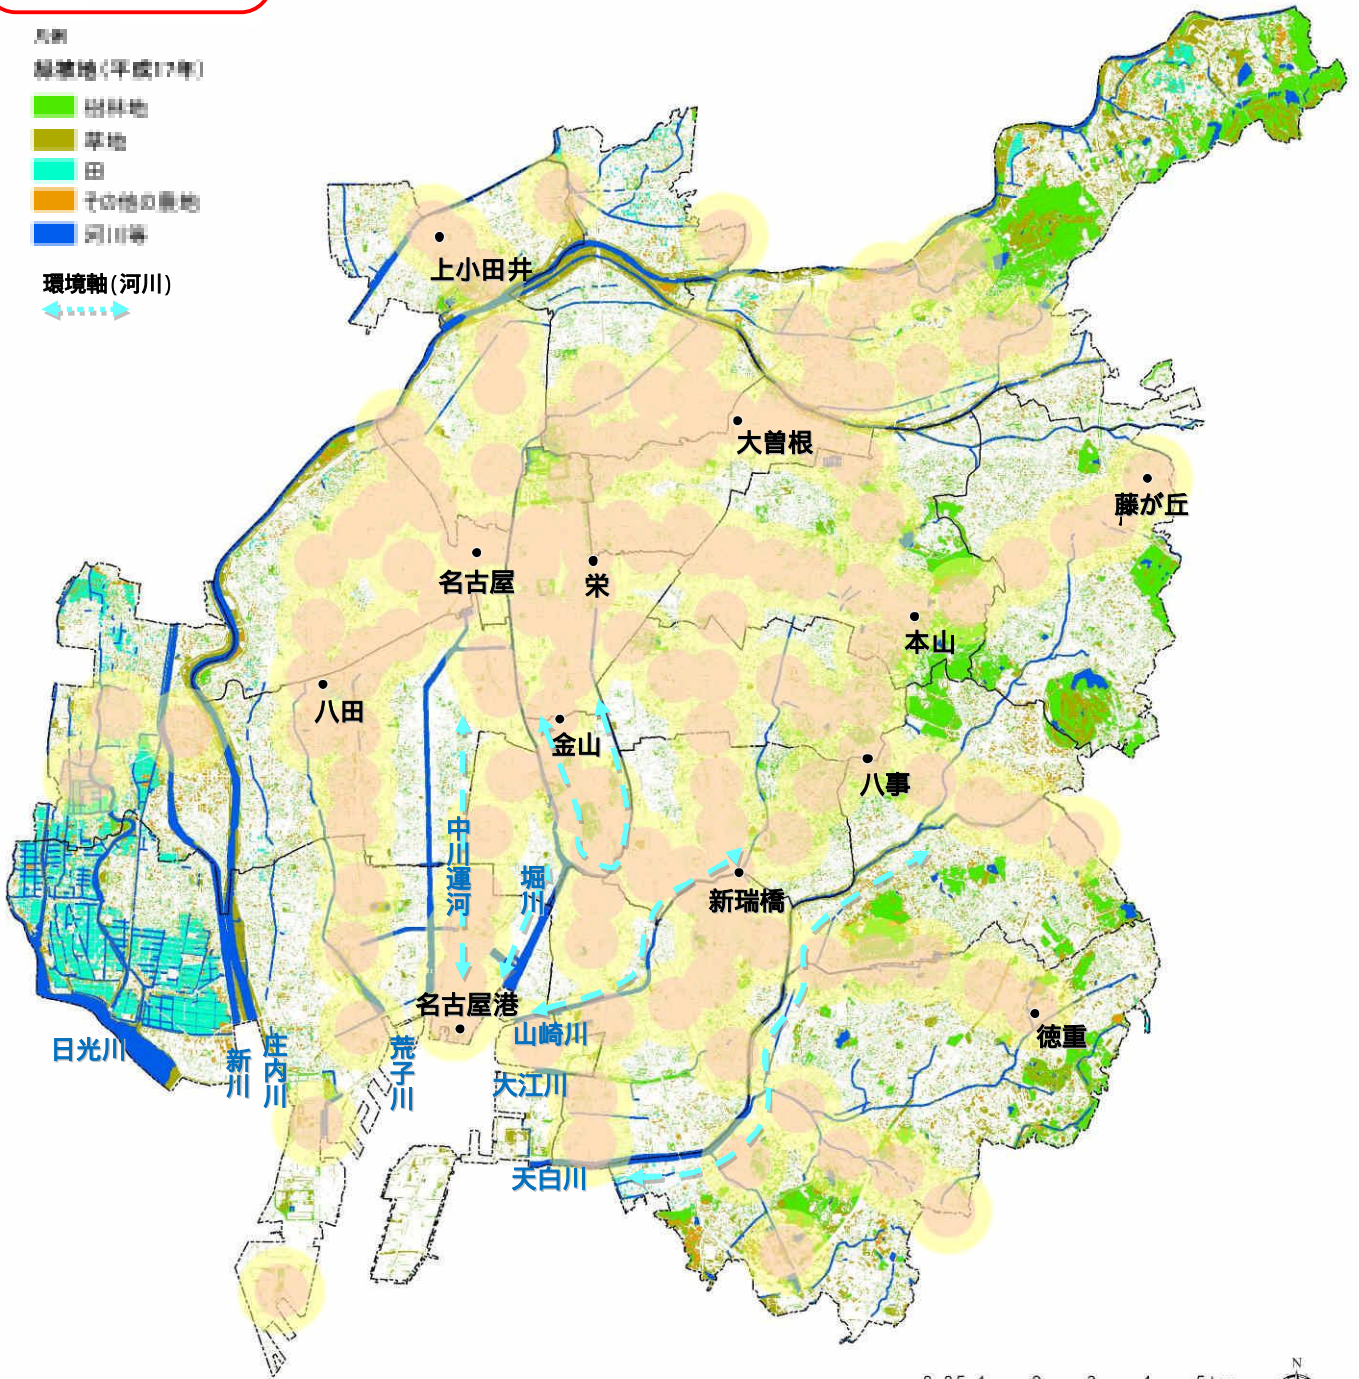 凡例
緑被地(平成17年)
樹林地
草地
田
その他の農地
河川等
環境軸(河川)
上小田井
大曽根
藤が丘
名古屋
栄
本山
八田
金山
八事
中川運河
堀川
新瑞橋
名古屋港
山崎川
徳重
日光川
新川
庄内川
荒子川
大江川
天白川
N